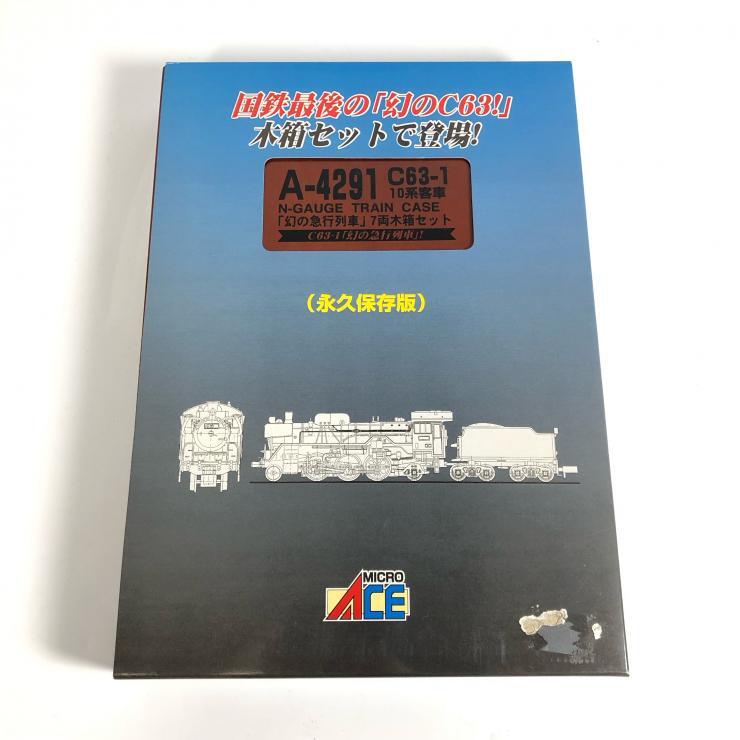 国鉄最後の「幻のC63!」
木箱セットで登場!
A-4291 C63-1
10系客車
N-GAUGE TRAIN CASE
「幻の急行列車」7両木箱セット
C63-1「幻の急行列車」!
（永久保存版）
MICRO
ACE